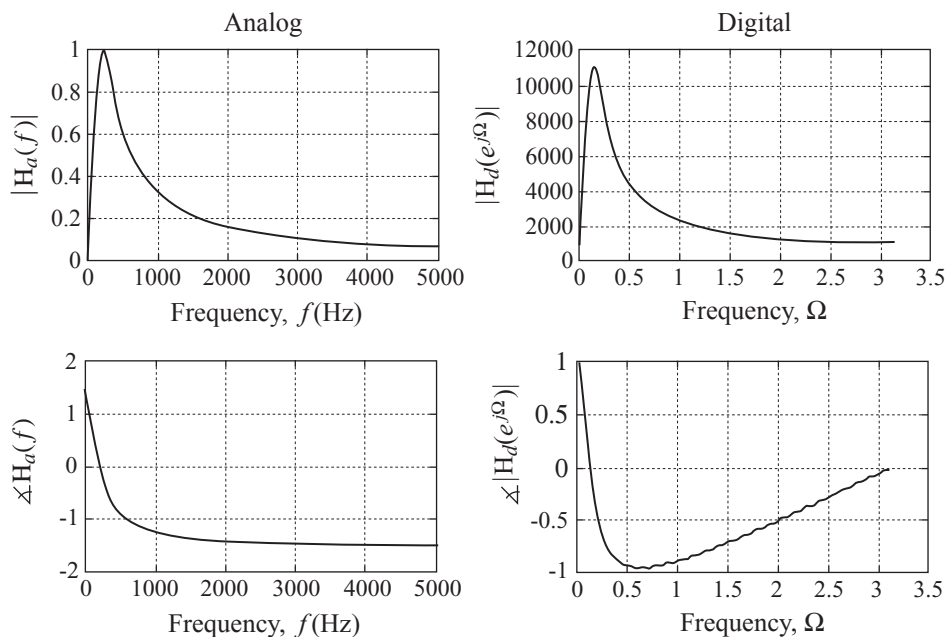 Analog
1
0.8
0.6
0.4
0.2
0
|Hₐ(f)|
0 1000 2000 3000 4000 5000
Frequency, f(Hz)
Digital
12000
10000
8000
6000
4000
2000
0
|H_d(e^{jΩ})|
0 0.5 1 1.5 2 2.5 3 3.5
Frequency, Ω
2
1
0
-1
-2
∡Hₐ(f)
0 1000 2000 3000 4000 5000
Frequency, f(Hz)
1
0.5
0
-0.5
-1
∡|H_d(e^{jΩ})|
0 0.5 1 1.5 2 2.5 3 3.5
Frequency, Ω